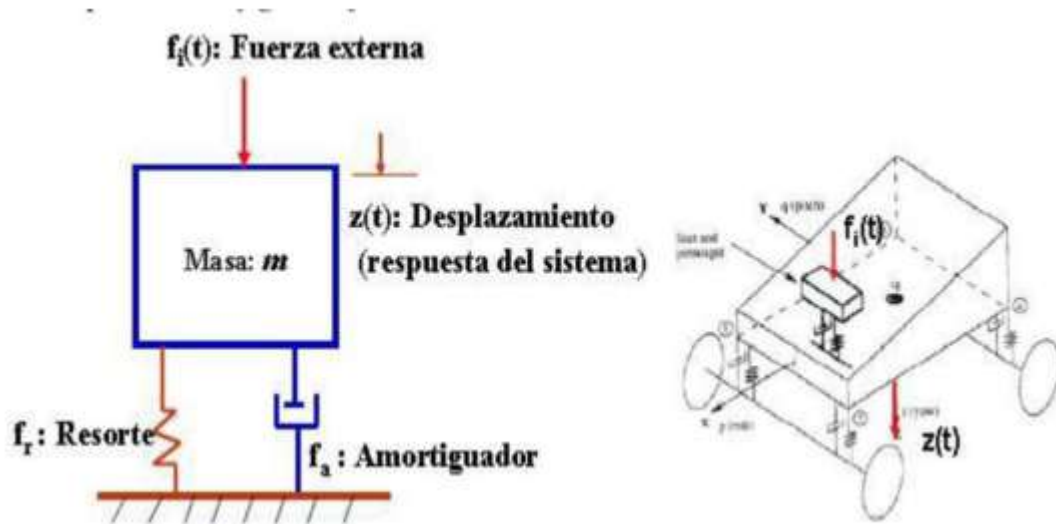 fᵢ(t): Fuerza externa
z(t): Desplazamiento
(respuesta del sistema)
Masa: m
fᵣ : Resorte
fₐ : Amortiguador
fᵢ(t)
z(t)